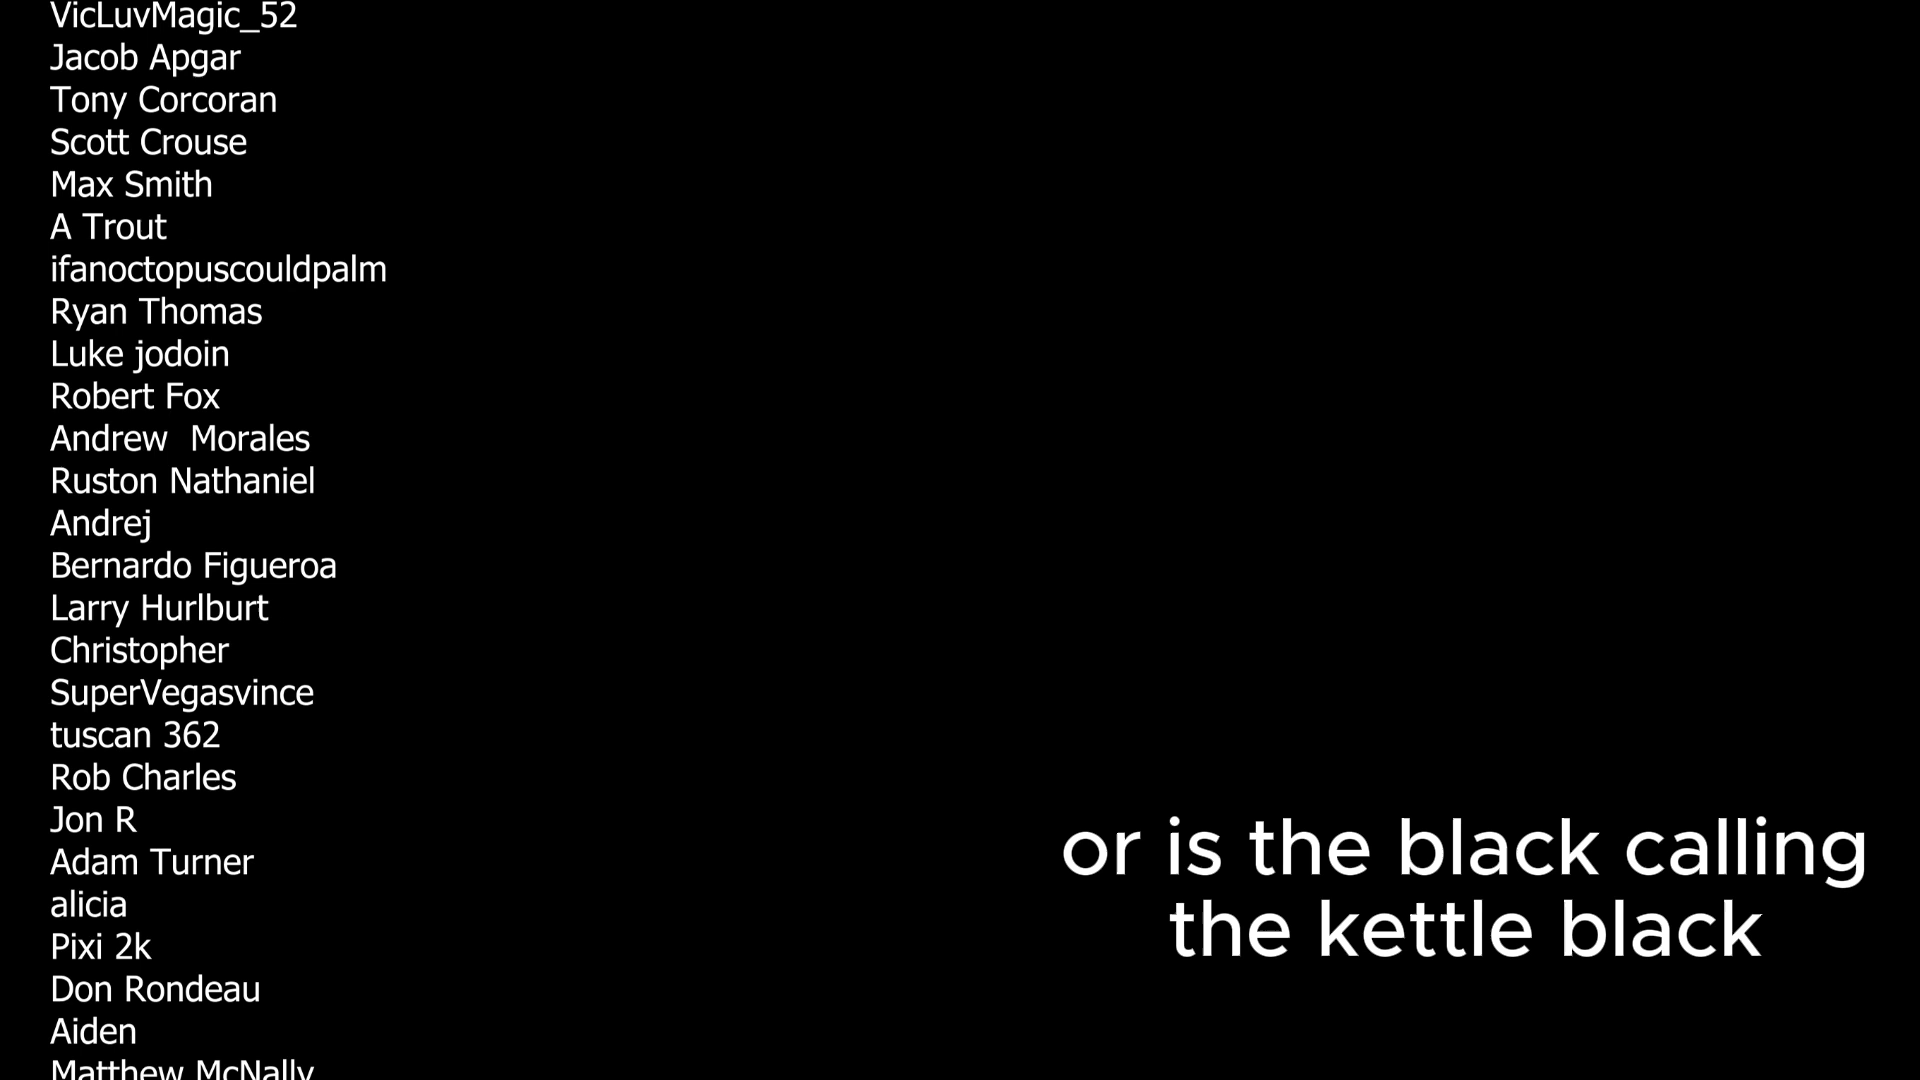 VicLuvMagic_52
Jacob Apgar
Tony Corcoran
Scott Crouse
Max Smith
A Trout
ifanoctopuscouldpalm
Ryan Thomas
Luke jodoin
Robert Fox
Andrew  Morales
Ruston Nathaniel
Andrej
Bernardo Figueroa
Larry Hurlburt
Christopher
SuperVegasvince
tuscan 362
Rob Charles
Jon R
Adam Turner
alicia
Pixi 2k
Don Rondeau
Aiden
Matthew McNally
or is the black calling
the kettle black